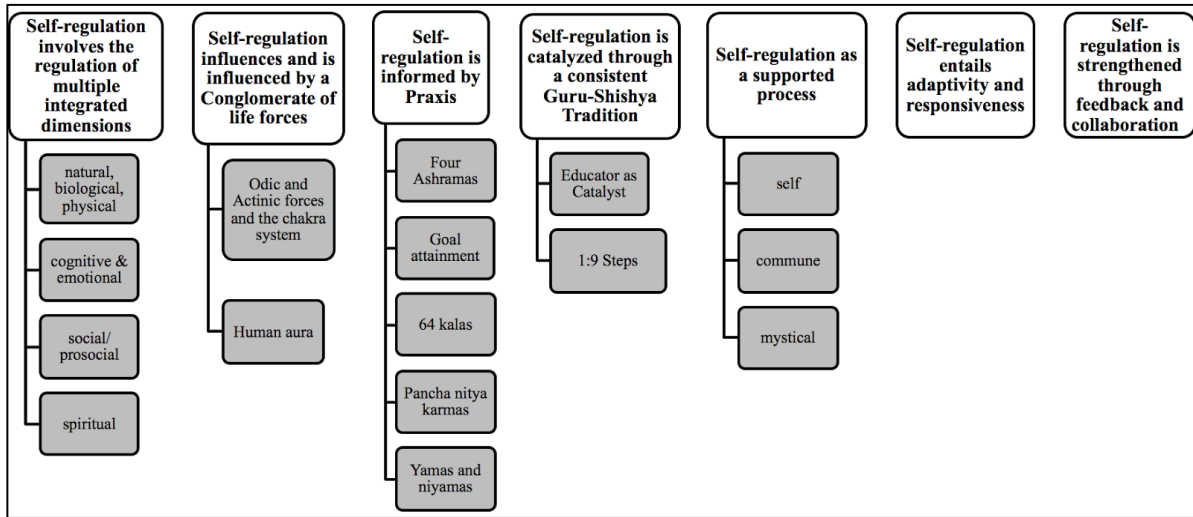 Self-regulation
involves the
regulation of
multiple
integrated
dimensions
natural,
biological,
physical
cognitive &
emotional
social/
prosocial
spiritual
Self-regulation
influences and is
influenced by a
Conglomerate of
life forces
Odic and
Actinic forces
and the chakra
system
Human aura
Self-
regulation is
informed by
Praxis
Four
Ashramas
Goal
attainment
64 kalas
Pancha nitya
karmas
Yamas and
niyamas
Self-regulation is
catalyzed through
a consistent
Guru-Shishya
Tradition
Educator as
Catalyst
1:9 Steps
Self-regulation as
a supported
process
self
commune
mystical
Self-regulation
entails
adaptivity and
responsiveness
Self-
regulation is
strengthened
through
feedback and
collaboration